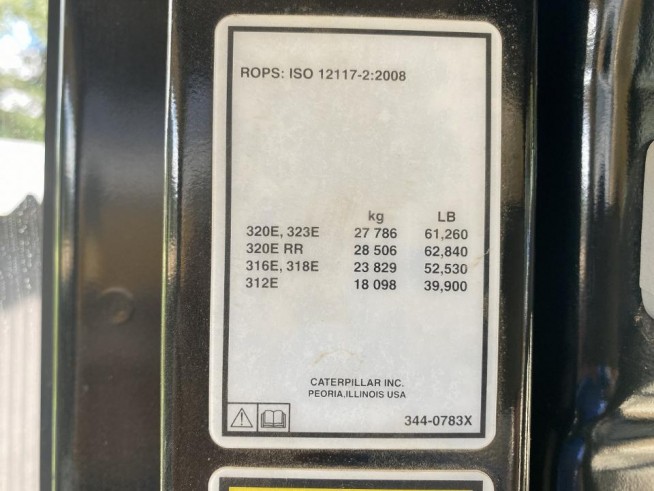 ROPS: ISO 12117-2:2008
kg LB
320E, 323E 27 786 61,260
320E RR 28 506 62,840
316E, 318E 23 829 52,530
312E 18 098 39,900
CATERPILLAR INC.
PEORIA,ILLINOIS USA
344-0783X